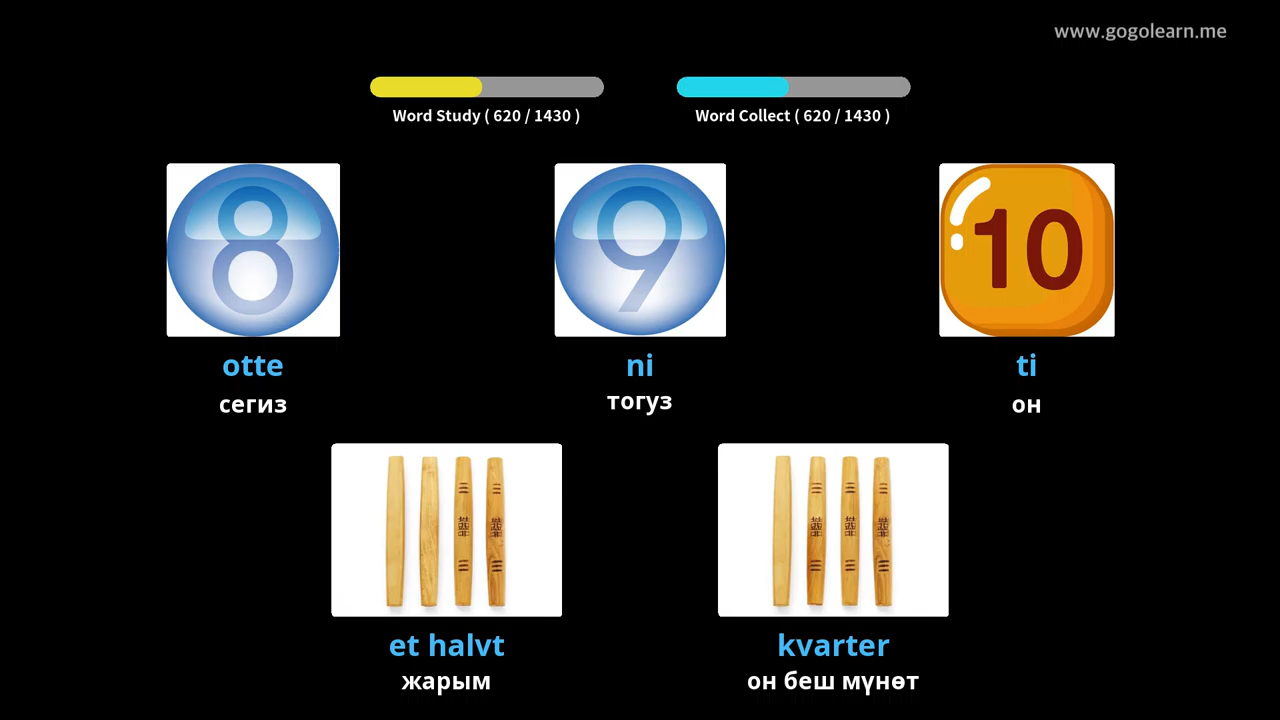 www.gogolearn.me
Word Study ( 620 / 1430 )
Word Collect ( 620 / 1430 )
8
9
10
otte
ni
ti
сегиз
тогуз
он
et halvt
kvarter
жарым
он беш мүнөт